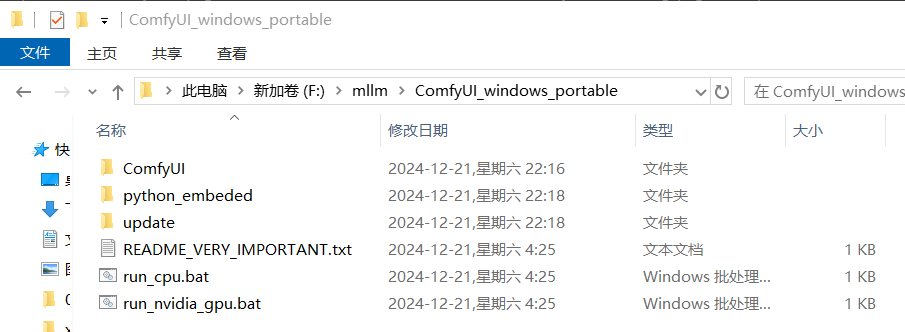 ComfyUI_windows_portable
文件 主页 共享 查看
此电脑 新加卷 (F:) mllm ComfyUI_windows_portable 在 ComfyUI_windows
名称 修改日期 类型 大小
快
ComfyUI 2024-12-21,星期六 22:16 文件夹
python_embeded 2024-12-21,星期六 22:18 文件夹
update 2024-12-21,星期六 22:18 文件夹
README_VERY_IMPORTANT.txt 2024-12-21,星期六 4:25 文本文档 1 KB
run_cpu.bat 2024-12-21,星期六 4:25 Windows 批处理... 1 KB
run_nvidia_gpu.bat 2024-12-21,星期六 4:25 Windows 批处理... 1 KB